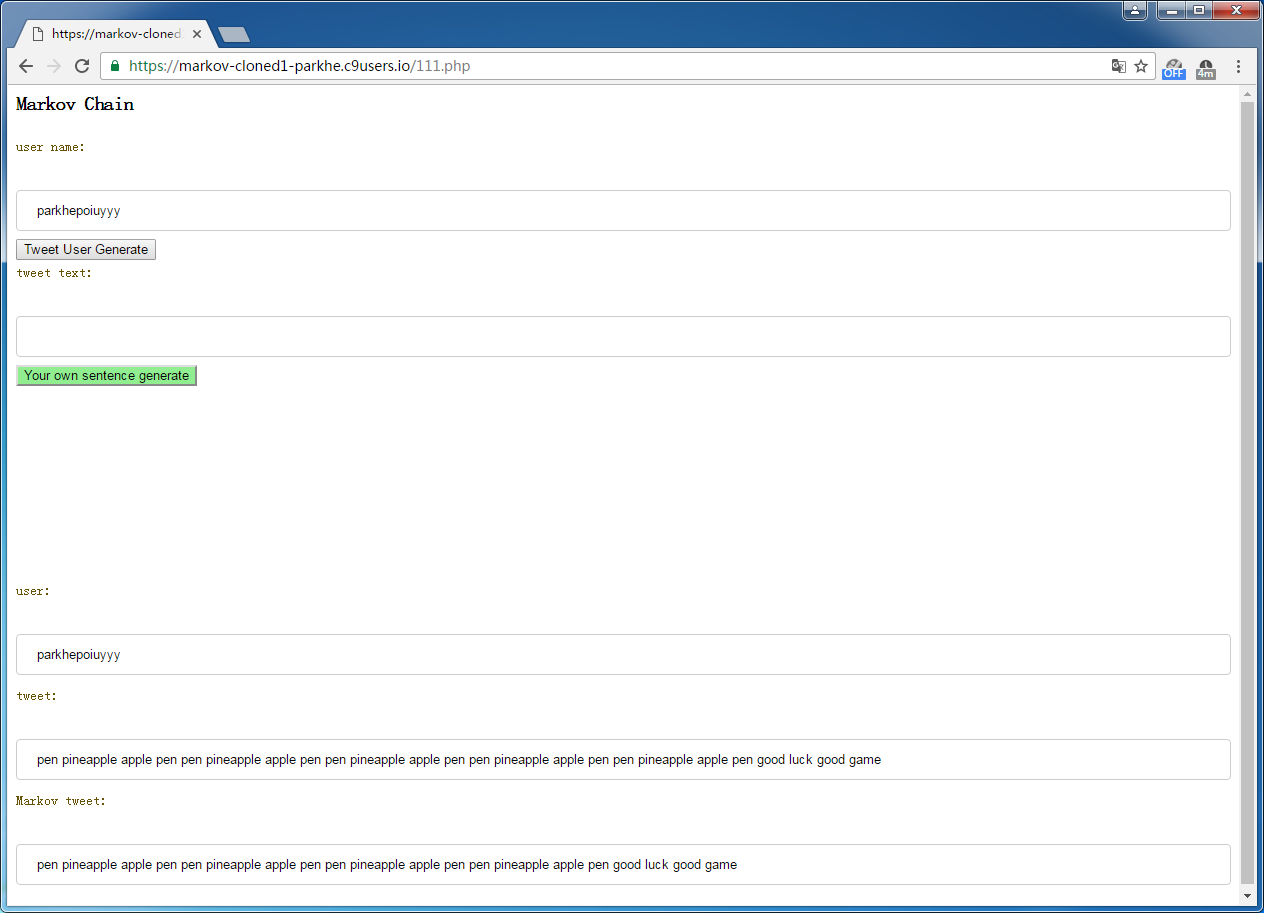 https://markov-cloned
https://markov-cloned1-parkhe.c9users.io/111.php
OFF
4m
Markov Chain
user name:
parkhepoiuyyy
Tweet User Generate
tweet text:
Your own sentence generate
user:
parkhepoiuyyy
tweet:
pen pineapple apple pen pen pineapple apple pen pen pineapple apple pen pen pineapple apple pen pen pineapple apple pen good luck good game
Markov tweet:
pen pineapple apple pen pen pineapple apple pen pen pineapple apple pen pen pineapple apple pen good luck good game